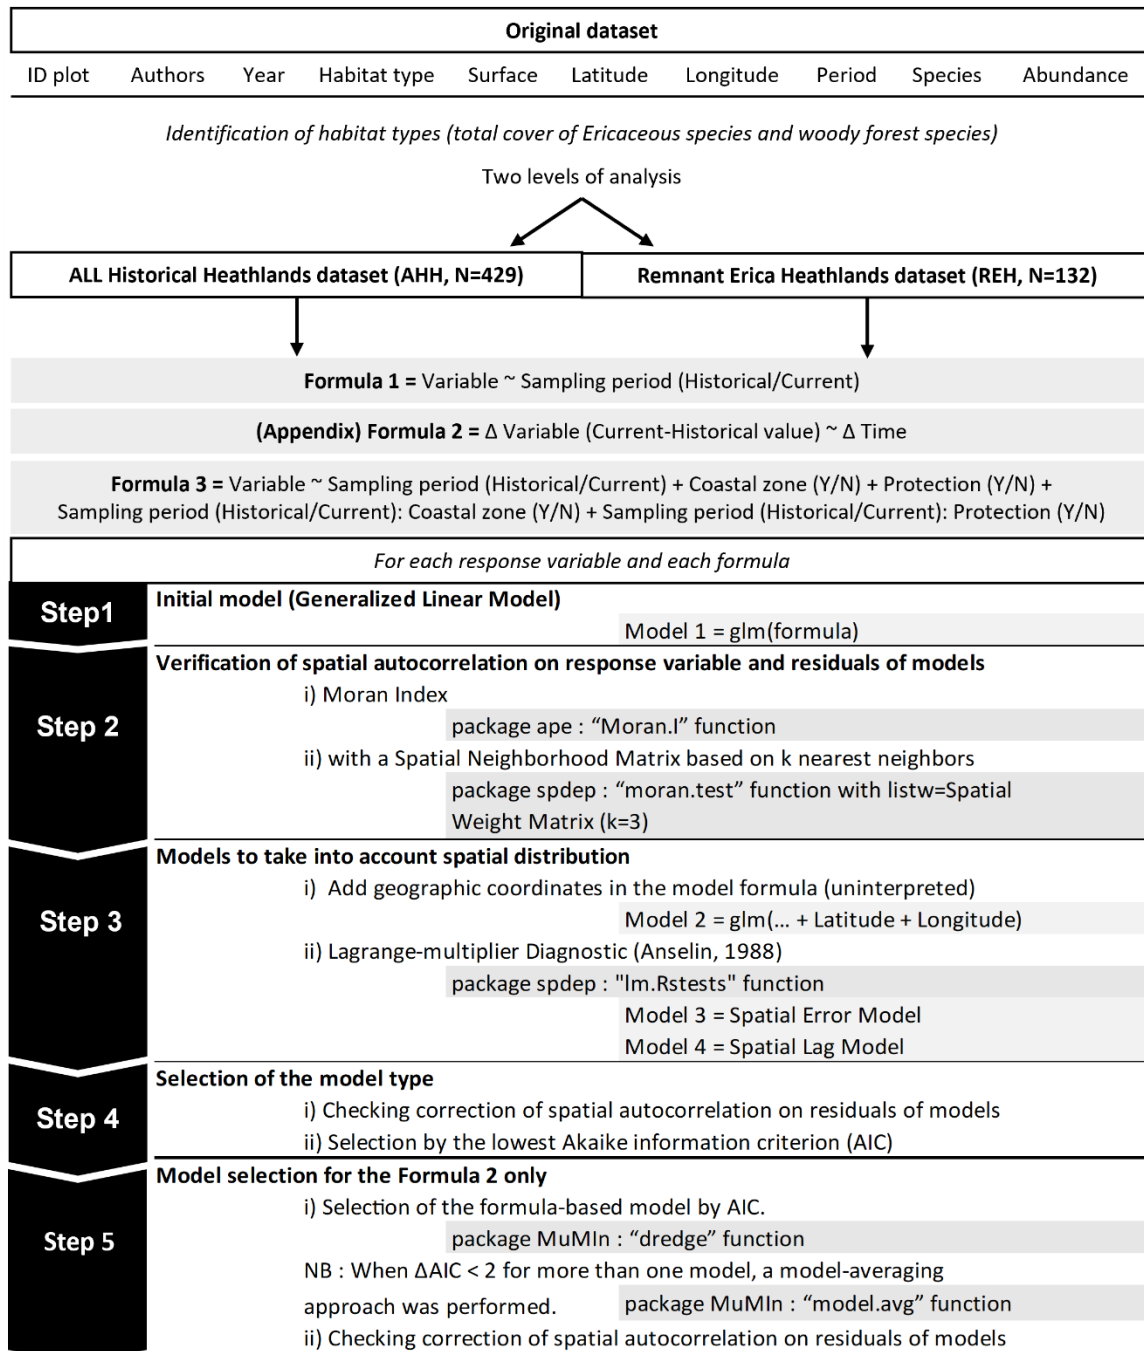 Original dataset
ID plot Authors Year Habitat type Surface Latitude Longitude Period Species Abundance
Identification of habitat types (total cover of Ericaceous species and woody forest species)
Two levels of analysis
ALL Historical Heathlands dataset (AHH, N=429) Remnant Erica Heathlands dataset (REH, N=132)
Formula 1 = Variable ~ Sampling period (Historical/Current)
(Appendix) Formula 2 = Δ Variable (Current-Historical value) ~ Δ Time
Formula 3 = Variable ~ Sampling period (Historical/Current) + Coastal zone (Y/N) + Protection (Y/N) +
Sampling period (Historical/Current): Coastal zone (Y/N) + Sampling period (Historical/Current): Protection (Y/N)
For each response variable and each formula
Step1
Initial model (Generalized Linear Model)
Model 1 = glm(formula)
Step 2
Verification of spatial autocorrelation on response variable and residuals of models
i) Moran Index
package ape : “Moran.I” function
ii) with a Spatial Neighborhood Matrix based on k nearest neighbors
package spdep : “moran.test” function with listw=Spatial
Weight Matrix (k=3)
Step 3
Models to take into account spatial distribution
i) Add geographic coordinates in the model formula (uninterpreted)
Model 2 = glm(... + Latitude + Longitude)
ii) Lagrange-multiplier Diagnostic (Anselin, 1988)
package spdep : "lm.Rstests" function
Model 3 = Spatial Error Model
Model 4 = Spatial Lag Model
Step 4
Selection of the model type
i) Checking correction of spatial autocorrelation on residuals of models
ii) Selection by the lowest Akaike information criterion (AIC)
Step 5
Model selection for the Formula 2 only
i) Selection of the formula-based model by AIC.
package MuMIn : “dredge” function
NB : When ΔAIC < 2 for more than one model, a model-averaging
approach was performed.
package MuMIn : “model.avg” function
ii) Checking correction of spatial autocorrelation on residuals of models